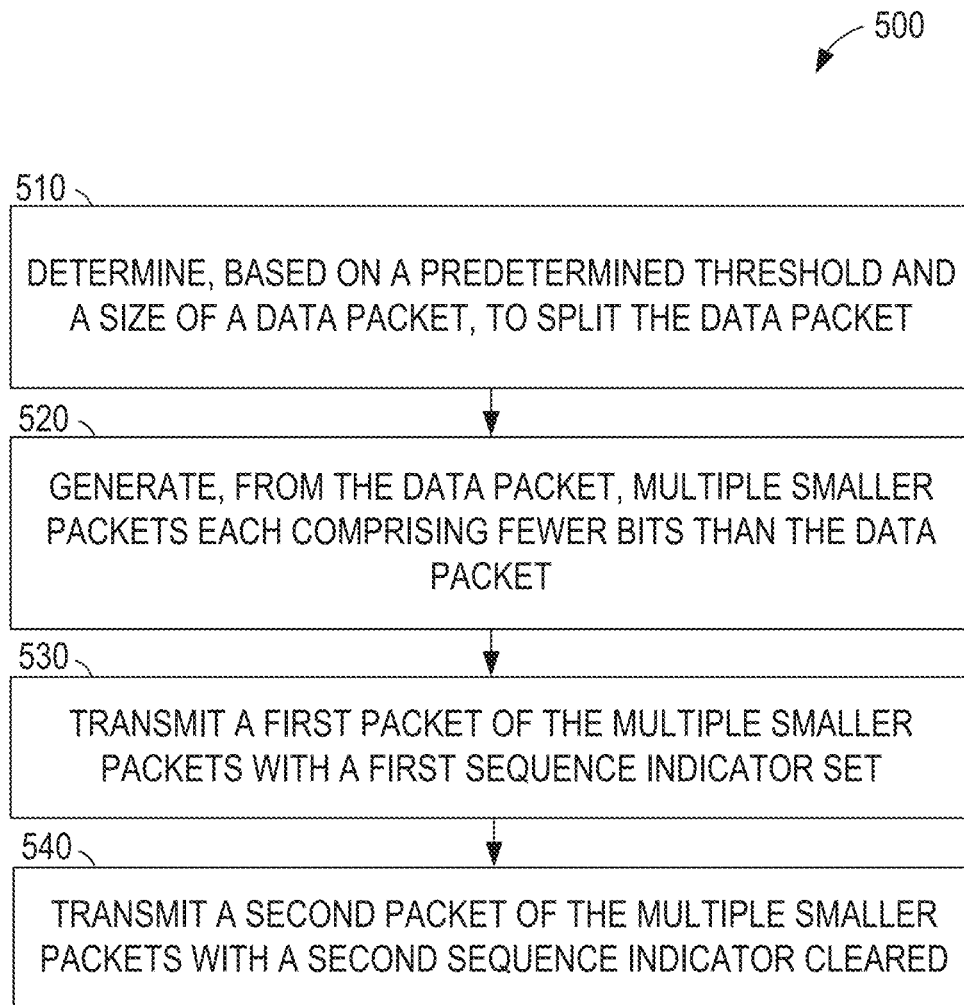 500
510
DETERMINE, BASED ON A PREDETERMINED THRESHOLD AND
A SIZE OF A DATA PACKET, TO SPLIT THE DATA PACKET
520
GENERATE, FROM THE DATA PACKET, MULTIPLE SMALLER
PACKETS EACH COMPRISING FEWER BITS THAN THE DATA
PACKET
530
TRANSMIT A FIRST PACKET OF THE MULTIPLE SMALLER
PACKETS WITH A FIRST SEQUENCE INDICATOR SET
540
TRANSMIT A SECOND PACKET OF THE MULTIPLE SMALLER
PACKETS WITH A SECOND SEQUENCE INDICATOR CLEARED